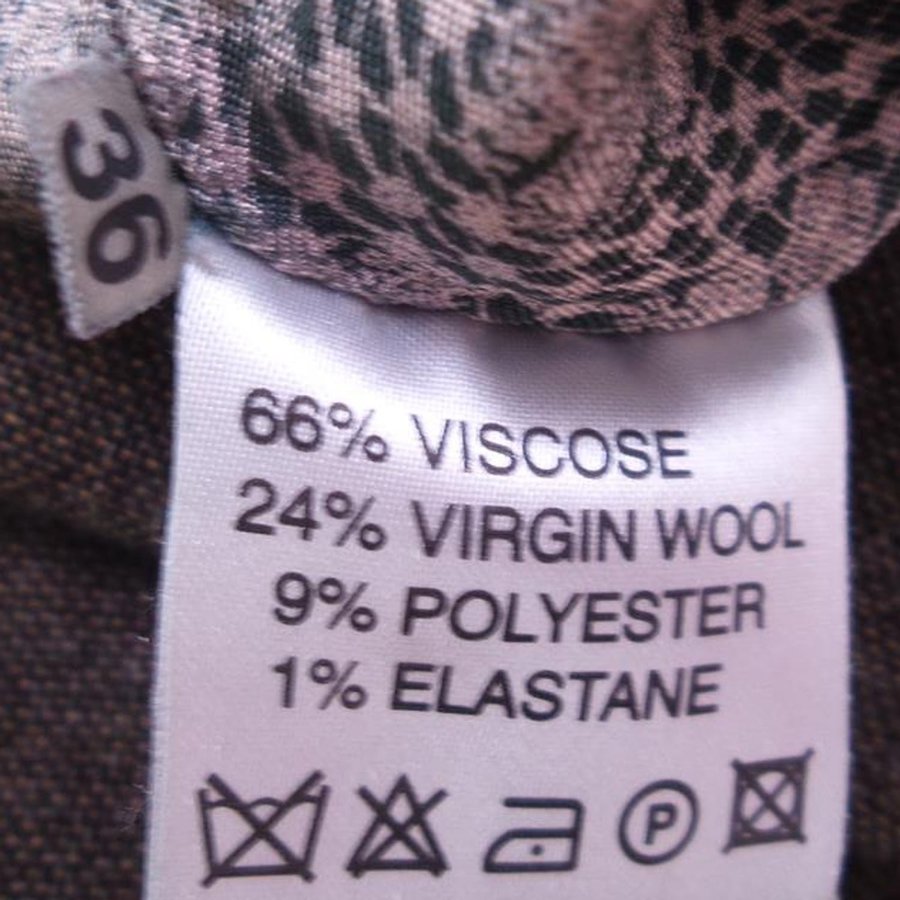 36
66% VISCOSE
24% VIRGIN WOOL
9% POLYESTER
1% ELASTANE
P